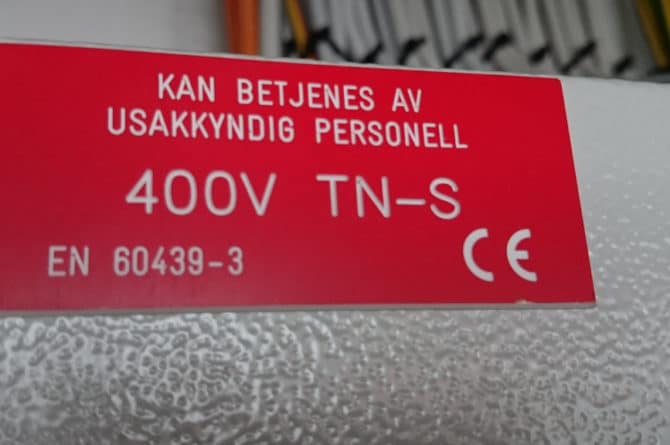 KAN BETJENES AV
USAKKYNDIG PERSONELL
400V TN-S
EN 60439-3
CE